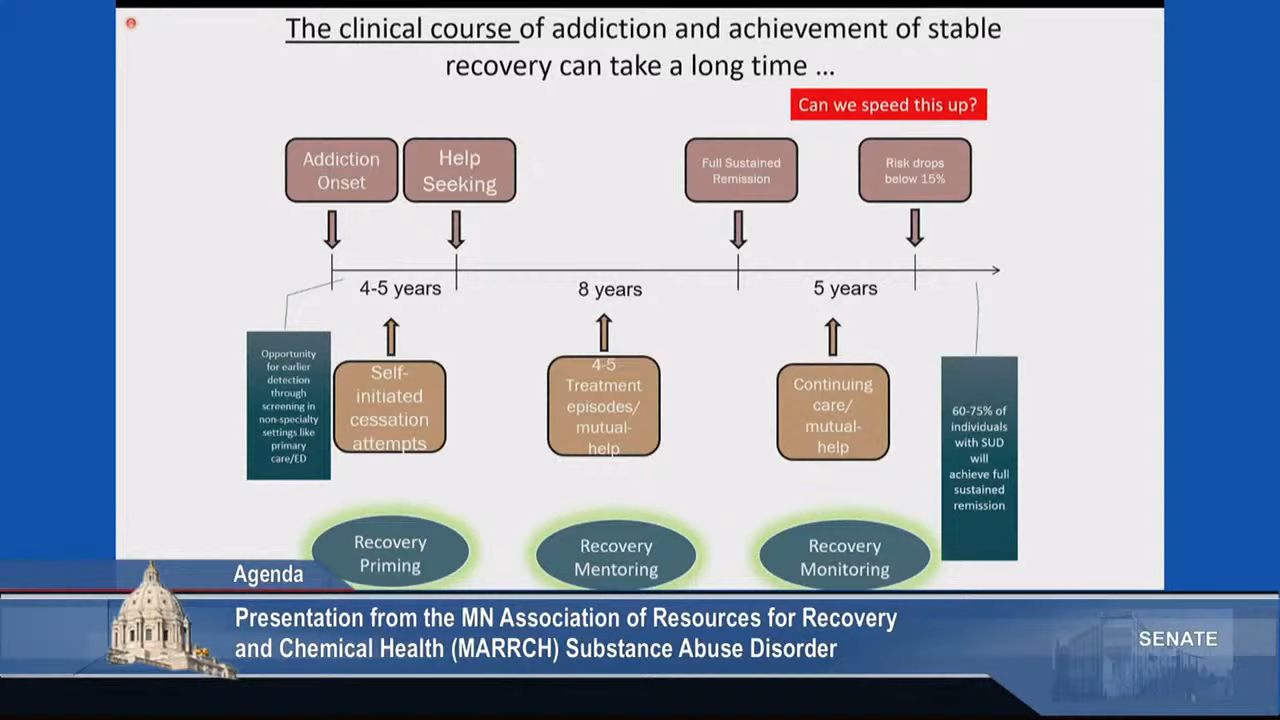 The clinical course of addiction and achievement of stable
recovery can take a long time ...
Can we speed this up?
Addiction
Onset
Help
Seeking
Full Sustained
Remission
Risk drops
below 15%
4-5 years
8 years
5 years
Opportunity
for earlier
detection
through
screening in
non-specialty
settings like
primary
care/ED
Self-
initiated
cessation
attempts
4-5
Treatment
episodes/
mutual-
help
Continuing
care/
mutual-
help
60-75% of
individuals
with SUD
will
achieve full
sustained
remission
Recovery
Priming
Recovery
Mentoring
Recovery
Monitoring
Agenda
Presentation from the MN Association of Resources for Recovery
and Chemical Health (MARRCH) Substance Abuse Disorder
SENATE